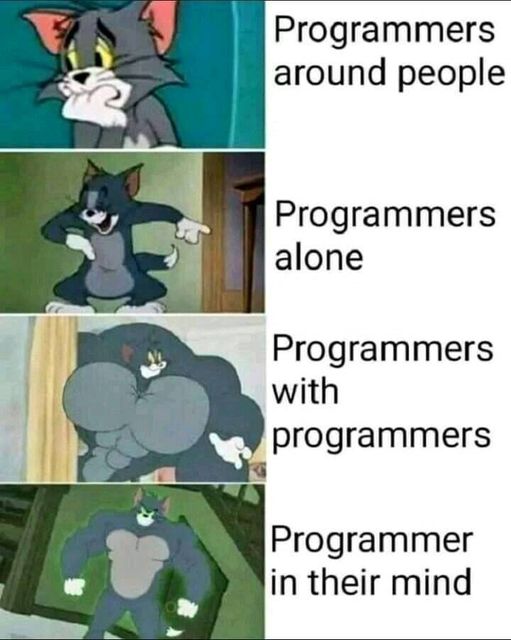 Programmers
around people
Programmers
alone
Programmers
with
programmers
Programmer
in their mind